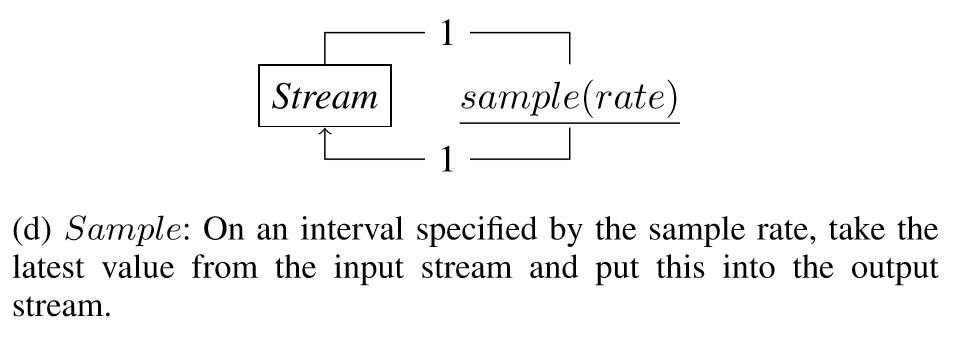 1
Stream sample(rate)
1
(d) Sample: On an interval specified by the sample rate, take the
latest value from the input stream and put this into the output
stream.